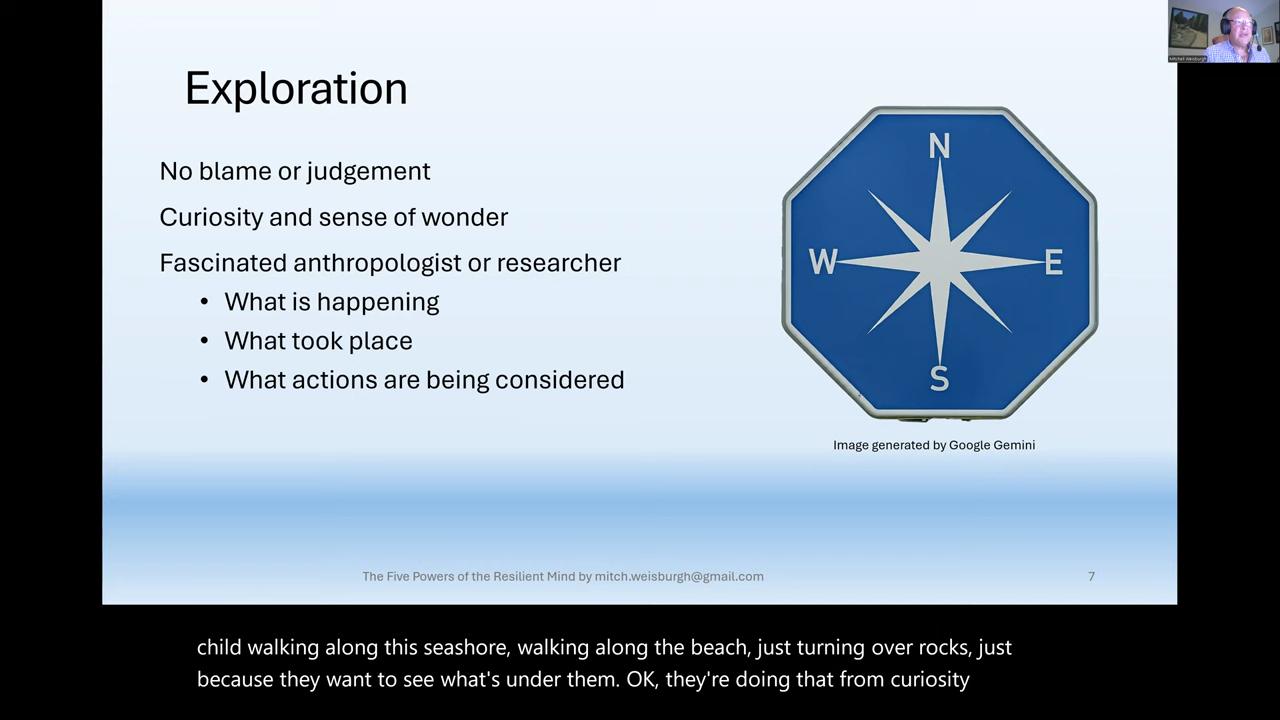 Exploration
No blame or judgement
Curiosity and sense of wonder
Fascinated anthropologist or researcher
• What is happening
• What took place
• What actions are being considered
N
W E
S
Image generated by Google Gemini
The Five Powers of the Resilient Mind by mitch.weisburgh@gmail.com 7
Mitchell Weisburgh
child walking along this seashore, walking along the beach, just turning over rocks, just
because they want to see what's under them. OK, they're doing that from curiosity